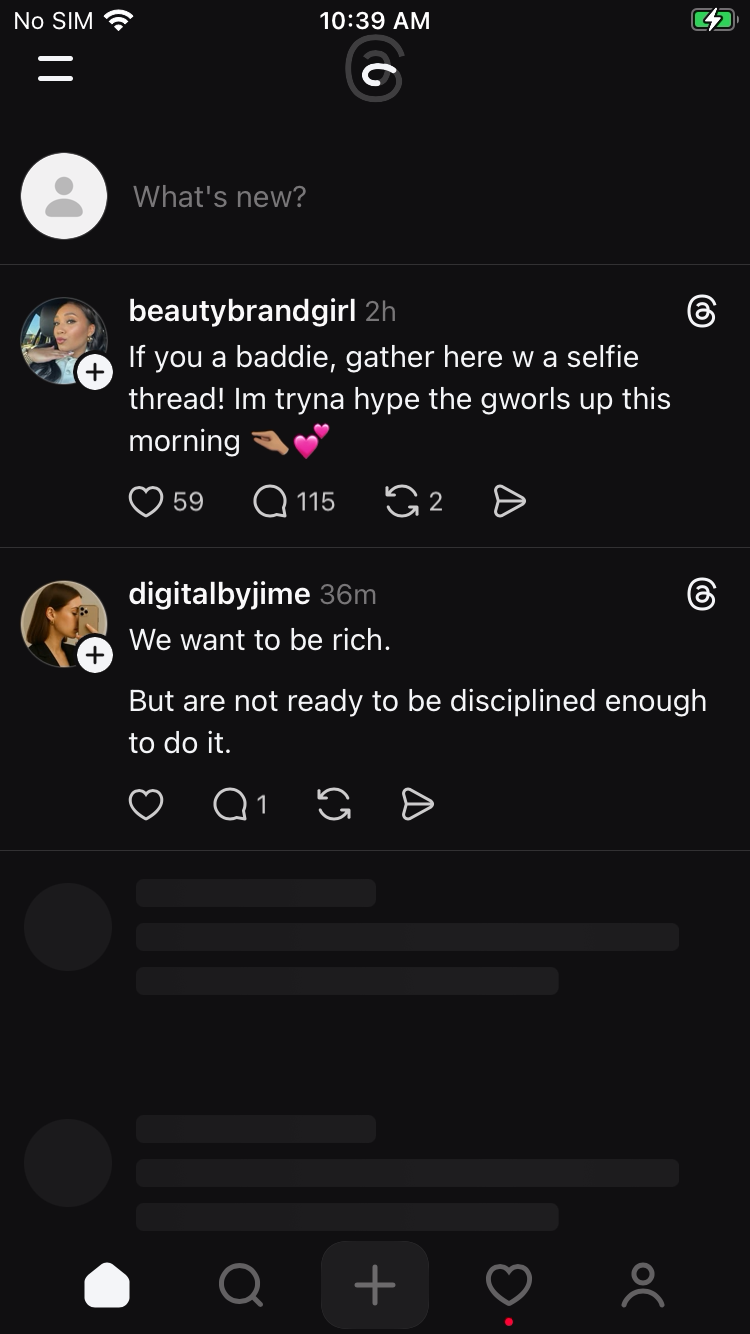 No SIM 10:39 AM
What's new?
beautybrandgirl 2h
If you a baddie, gather here w a selfie
thread! Im tryna hype the gworls up this
morning 🫳🏽💕
59 115 2
digitalbyjime 36m
We want to be rich.
But are not ready to be disciplined enough
to do it.
1